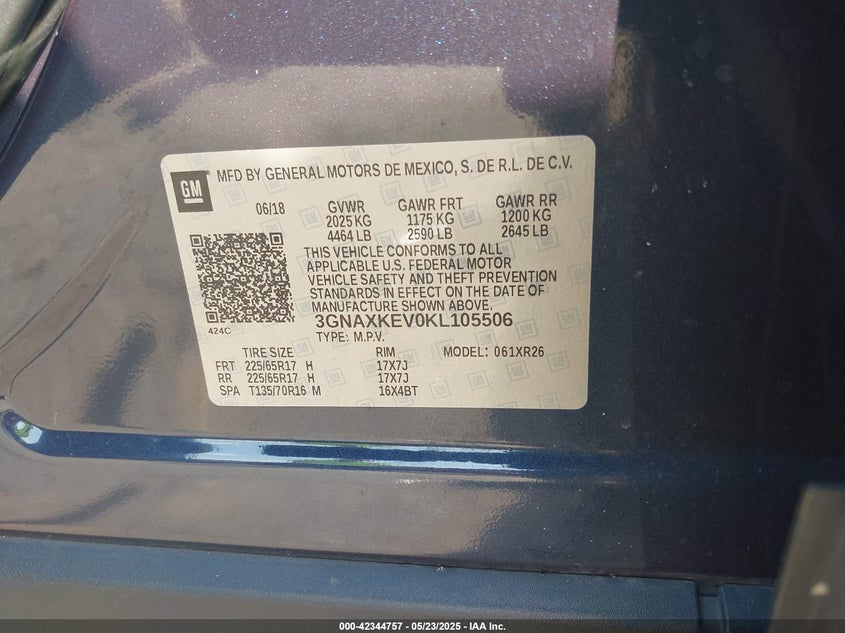 GM
MFD BY GENERAL MOTORS DE MEXICO, S. DE R.L. DE C.V.
06/18 GVWR GAWR FRT GAWR RR
2025 KG 1175 KG 1200 KG
4464 LB 2590 LB 2645 LB
THIS VEHICLE CONFORMS TO ALL
APPLICABLE U.S. FEDERAL MOTOR
VEHICLE SAFETY AND THEFT PREVENTION
STANDARDS IN EFFECT ON THE DATE OF
MANUFACTURE SHOWN ABOVE.
424C
3GNAXKEV0KL105506
TYPE: M.P.V.
TIRE SIZE RIM MODEL: 061XR26
FRT 225/65R17 H 17X7J
RR 225/65R17 H 17X7J
SPA T135/70R16 M 16X4BT
000-42344757 - 05/23/2025 - IAA Inc.